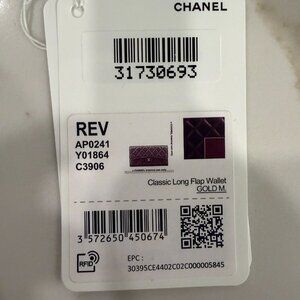 CHANEL
31730693
REV
AP0241
Y01864
C3906
Classic Long Flap Wallet
GOLD M.
3 572650 450674
RFID
EPC :
30395CE4402C02C000005845